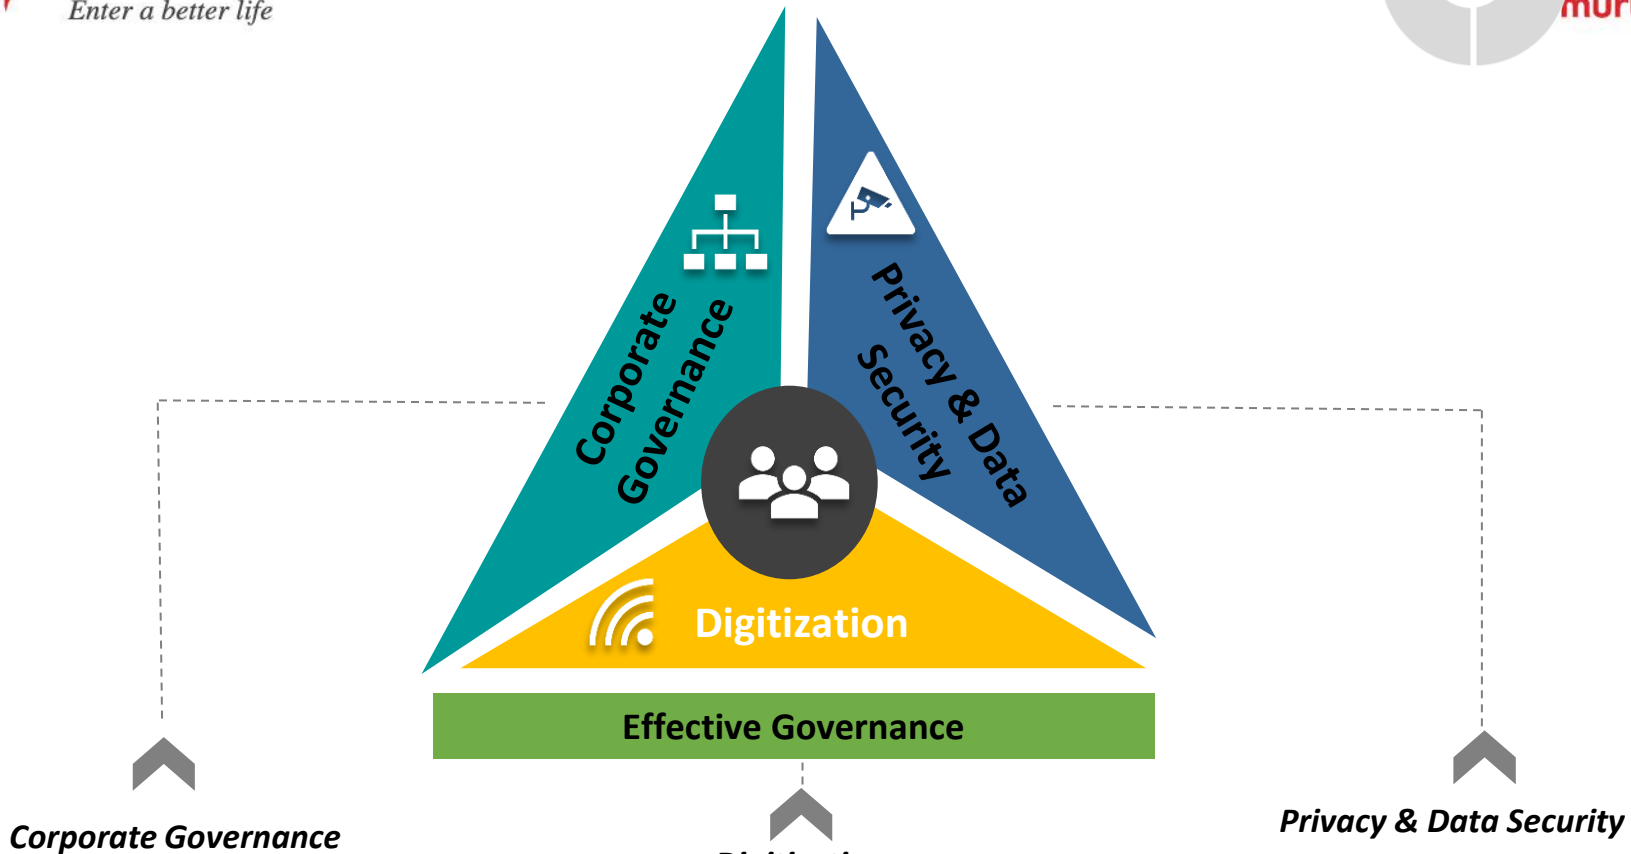 Enter a better life
Corporate
Governance
Privacy & Data
Security
Digitization
Effective Governance
Corporate Governance
Privacy & Data Security